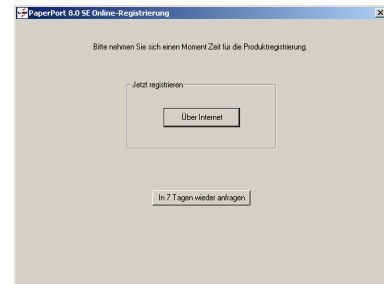 PaperPort 8.0 SE Online-Registrierung
Bitte nehmen Sie sich einen Moment Zeit für die Produktregistrierung.
Jetzt registrieren
Über Internet
In 7 Tagen wieder anfragen